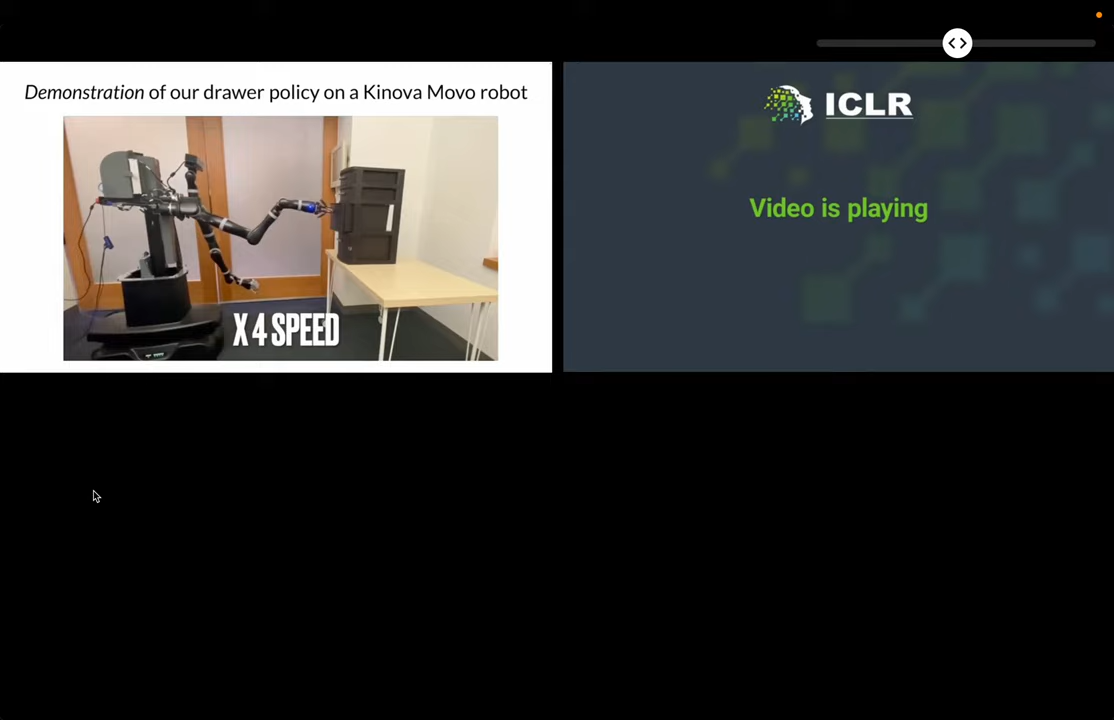 Demonstration of our drawer policy on a Kinova Movo robot
X 4 SPEED
ICLR
Video is playing